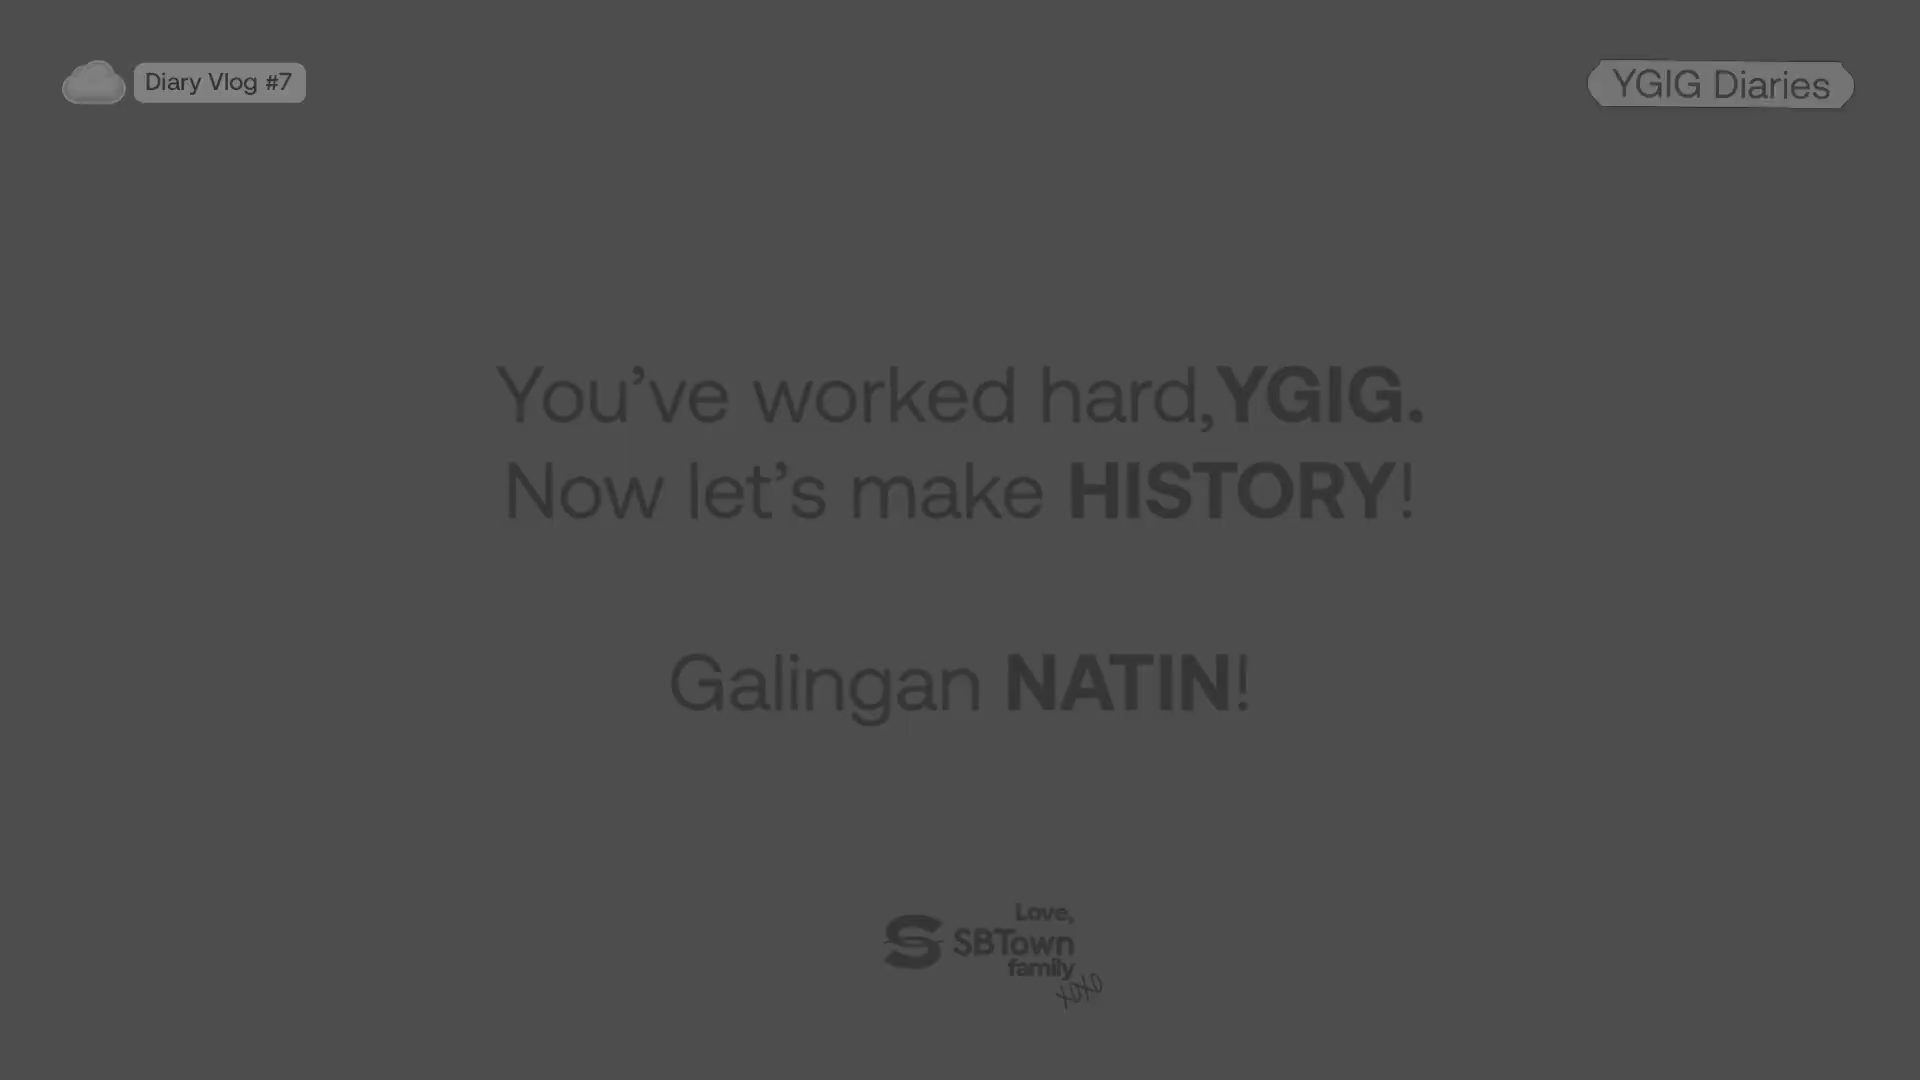 Diary Vlog #7
YGIG Diaries
You’ve worked hard,YGIG.
Now let’s make HISTORY!
Galingan NATIN!
Love,
SBTown
family
xoxo